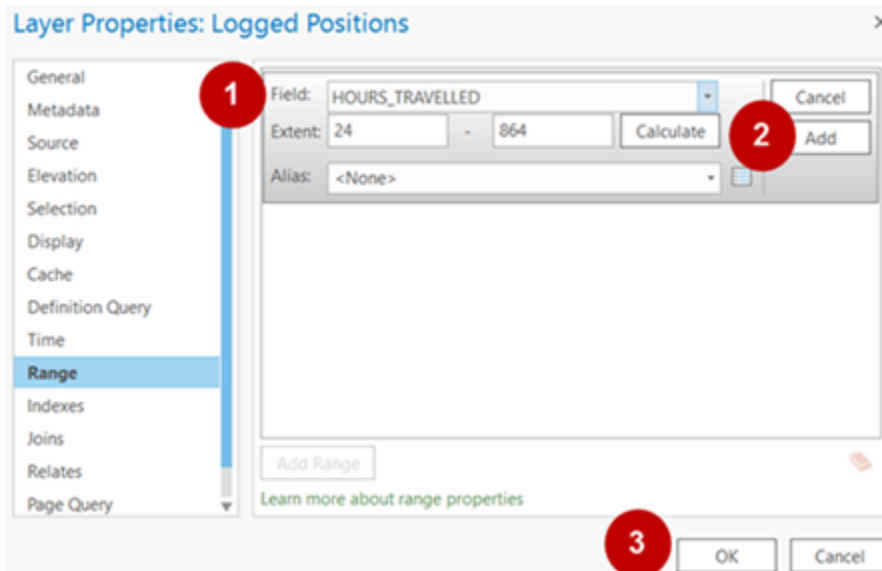 Layer Properties: Logged Positions
General
Metadata
Source
Elevation
Selection
Display
Cache
Definition Query
Time
Range
Indexes
Joins
Relates
Page Query
1
Field: HOURS_TRAVELLED
Cancel
Extent: 24 - 864 Calculate
2
Add
Alias: <None>
Add Range
Learn more about range properties
3
OK Cancel